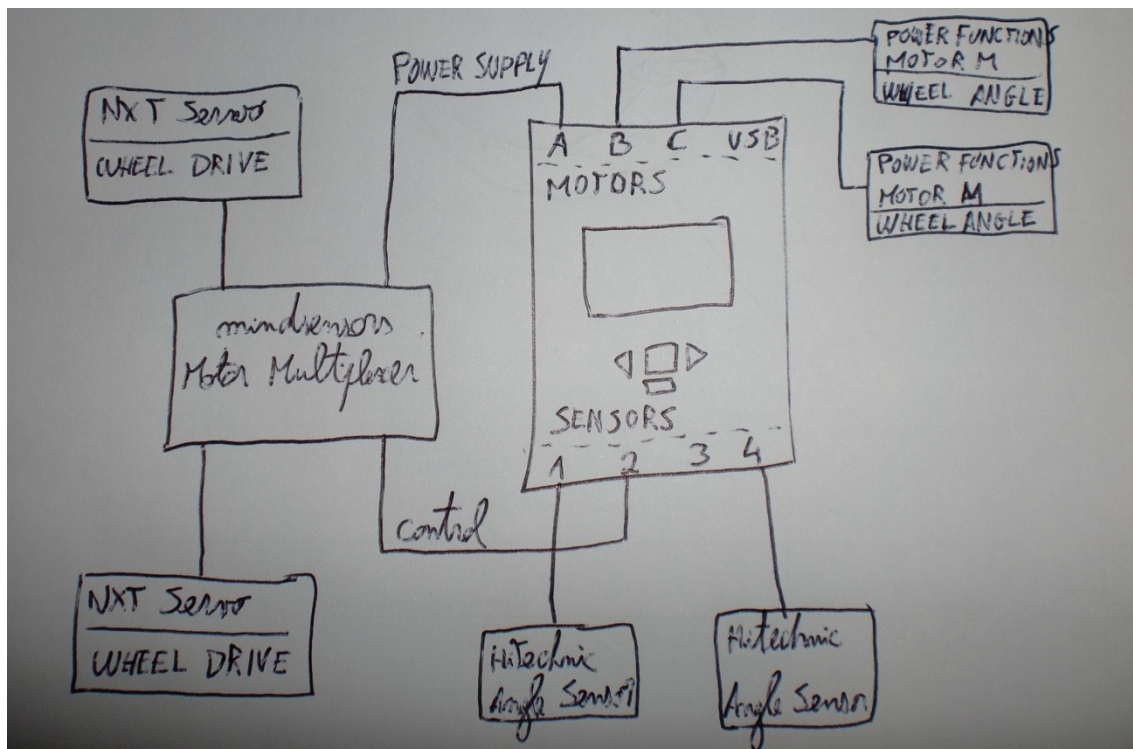 POWER SUPPLY
NXT Servo
WHEEL DRIVE
POWER FUNCTIONS
MOTOR M
WHEEL ANGLE
POWER FUNCTIONS
MOTOR M
WHEEL ANGLE
A B C USB
MOTORS
mindsensors
Motor Multiplexer
SENSORS
1 2 3 4
control
NXT Servo
WHEEL DRIVE
HiTechnic
Angle Sensor
HiTechnic
Angle Sensor